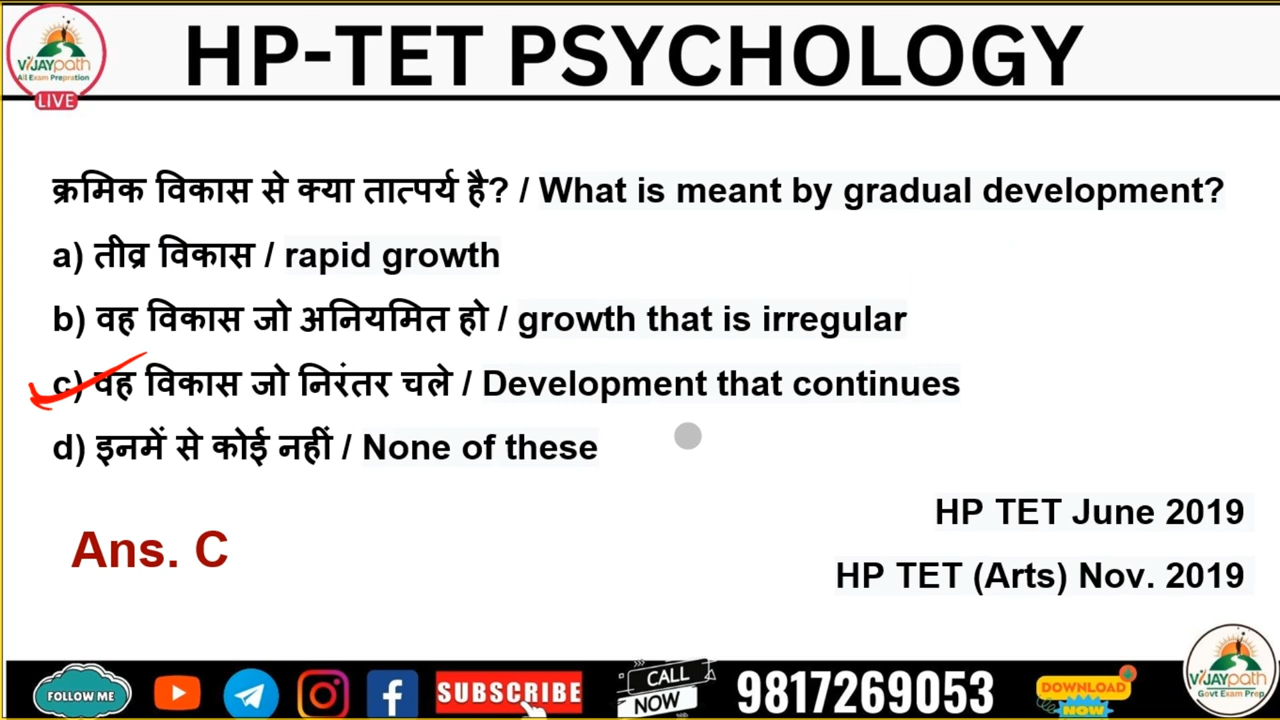 HP-TET PSYCHOLOGY
VIJAYpath
All Exam Prepration
LIVE
क्रमिक विकास से क्या तात्पर्य है? / What is meant by gradual development?
a) तीव्र विकास / rapid growth
b) वह विकास जो अनियमित हो / growth that is irregular
c) वह विकास जो निरंतर चले / Development that continues
d) इनमें से कोई नहीं / None of these
HP TET June 2019
Ans. C
HP TET (Arts) Nov. 2019
FOLLOW ME
SUBSCRIBE
CALL
NOW
9817269053
DOWNLOAD
NOW
VIJAYpath
Govt Exam Prep